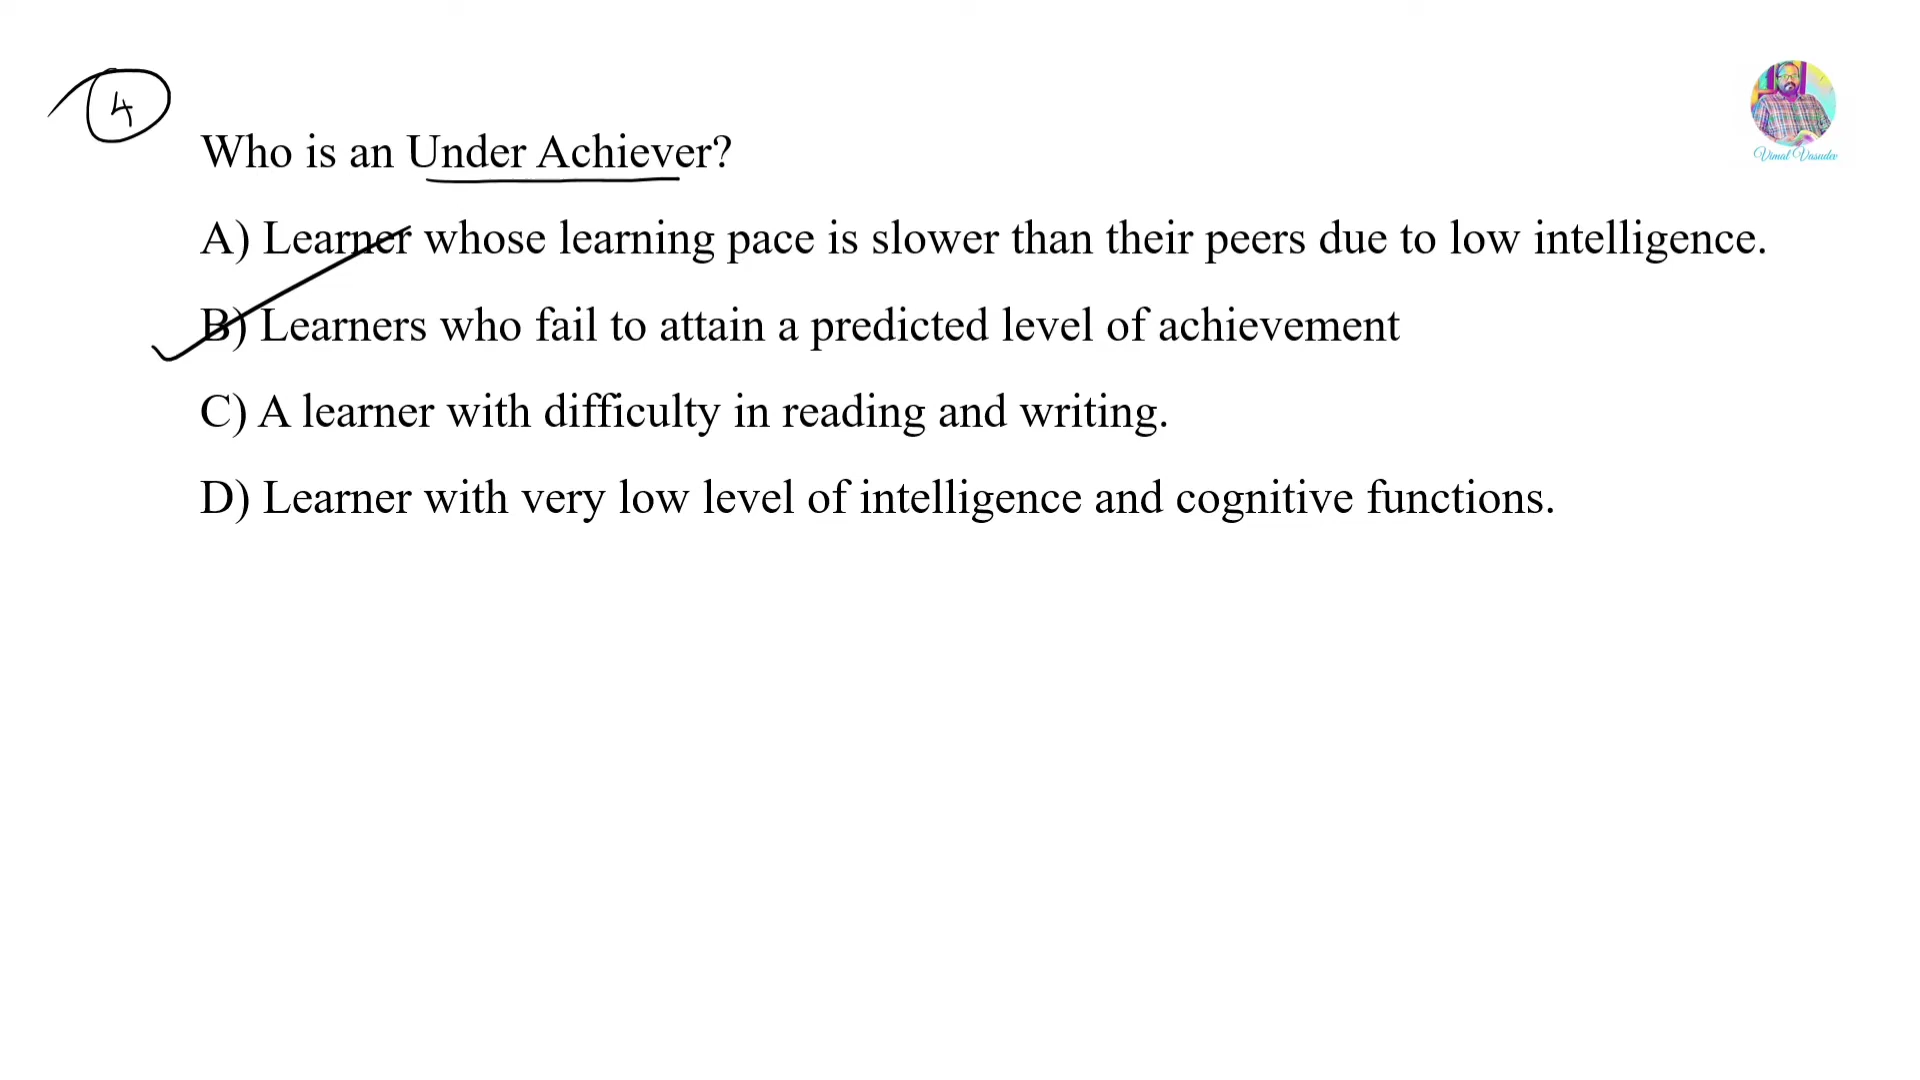 4
Who is an Under Achiever?
A) Learner whose learning pace is slower than their peers due to low intelligence.
B) Learners who fail to attain a predicted level of achievement
C) A learner with difficulty in reading and writing.
D) Learner with very low level of intelligence and cognitive functions.
Vimal Vasudev